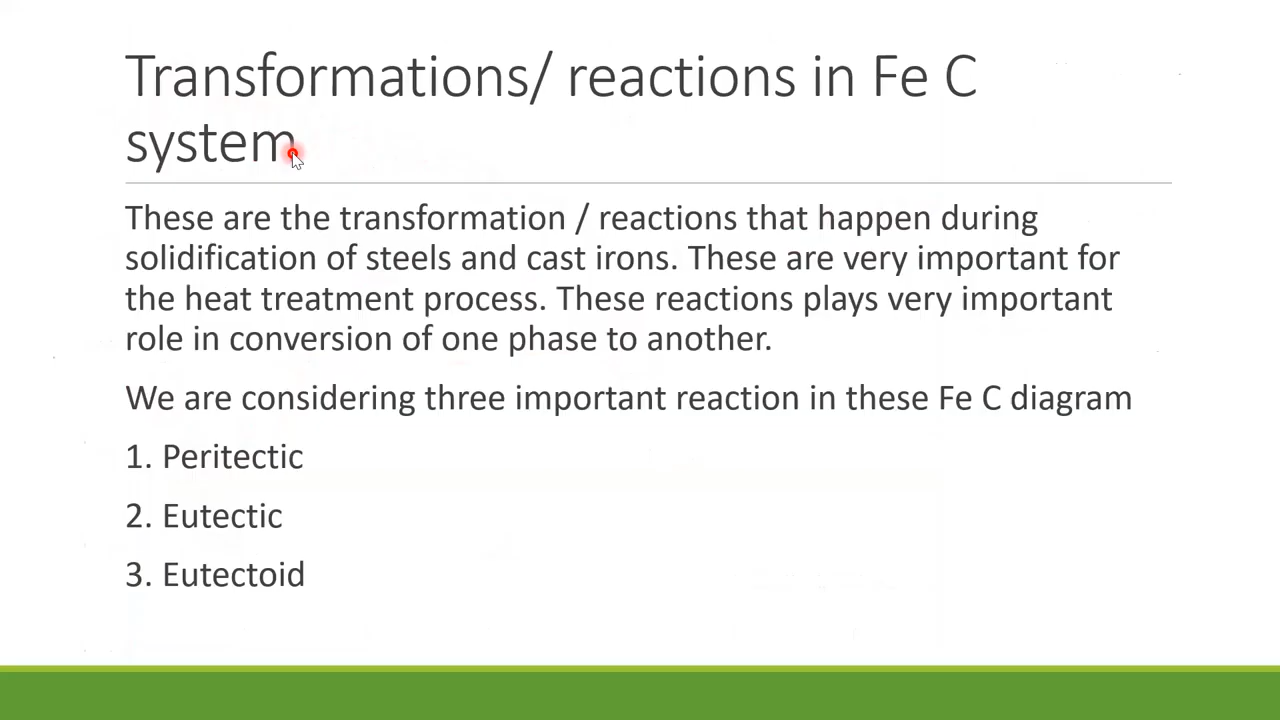 Transformations/ reactions in Fe C
system
These are the transformation / reactions that happen during
solidification of steels and cast irons. These are very important for
the heat treatment process. These reactions plays very important
role in conversion of one phase to another.
We are considering three important reaction in these Fe C diagram
1. Peritectic
2. Eutectic
3. Eutectoid